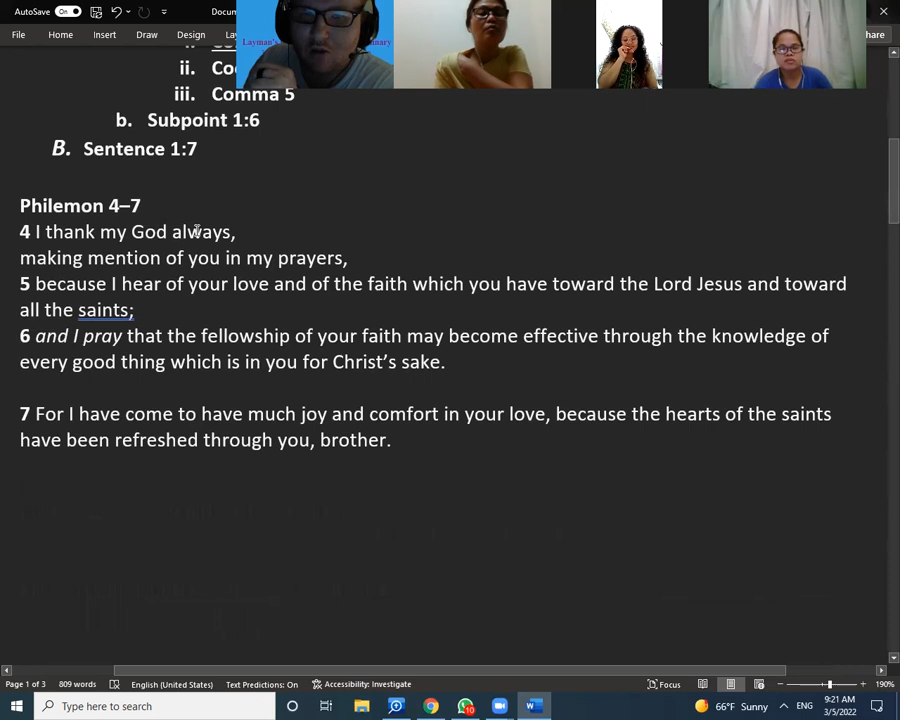 AutoSave On Docum
File Home Insert Draw Design La are
Layman's inary
ii. Co
iii. Comma 5
b. Subpoint 1:6
B. Sentence 1:7
Philemon 4–7
4 I thank my God always,
making mention of you in my prayers,
5 because I hear of your love and of the faith which you have toward the Lord Jesus and toward
all the saints;
6 and I pray that the fellowship of your faith may become effective through the knowledge of
every good thing which is in you for Christ's sake.
7 For I have come to have much joy and comfort in your love, because the hearts of the saints
have been refreshed through you, brother.
Page 1 of 3 809 words English (United States) Text Predictions: On Accessibility: Investigate Focus 190%
Type here to search 10 W 66°F Sunny ENG 9:21 AM
3/5/2022